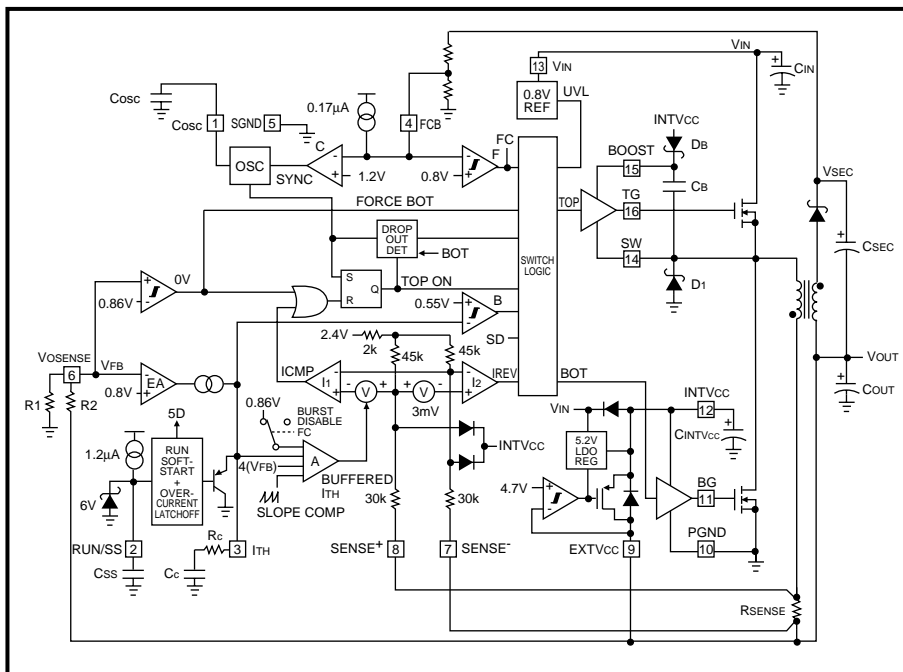 VIN
VIN
CIN
13
0.8V
REF
UVL
COSC
0.17µA
COSC
1
SGND
5
4
FCB
C
-
+
1.2V
OSC
SYNC
-
+
0.8V
F
FC
INTVCC
DB
BOOST
15
CB
VSEC
+
CSEC
FORCE BOT
TOP
TG
16
SW
14
D1
DROP
OUT
DET
BOT
SWITCH
LOGIC
S
Q
R
TOP ON
+
-
0.86V
0V
0.55V
+
-
B
SD
2.4V
2k
45k
45k
VOSENSE
6
VFB
R1
R2
-
+
0.8V
EA
ICMP
I1
-
+
-
V
+
-
V
+
3mV
-
+
I2
IREV
BOT
VOUT
+
COUT
0.86V
BURST
DISABLE
FC
INTVCC
VIN
INTVCC
12
+
CINTVCC
5.2V
LDO
REG
5D
1.2µA
RUN
SOFT-
START
+
OVER-
CURRENT
LATCHOFF
6V
4(VFB)
A
BUFFERED
ITH
SLOPE COMP
30k
30k
4.7V
+
-
BG
11
PGND
10
RUN/SS
2
CSS
RC
CC
3
ITH
SENSE+
8
7
SENSE-
EXTVCC
9
RSENSE